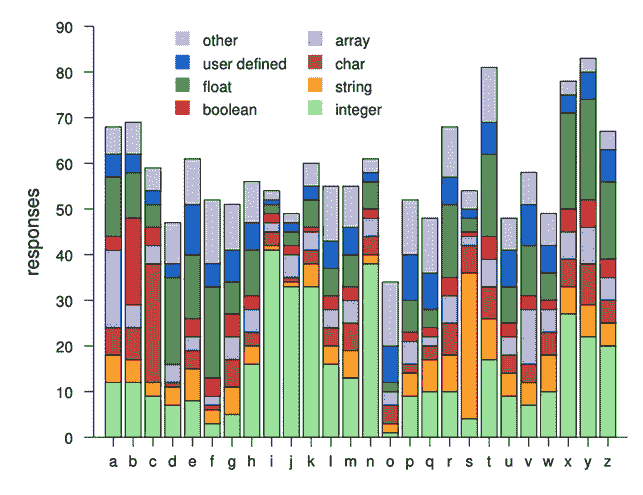 90
80
70
60
50
40
30
20
10
0
responses
other
user defined
float
boolean
array
char
string
integer
a b c d e f g h i j k l m n o p q r s t u v w x y z